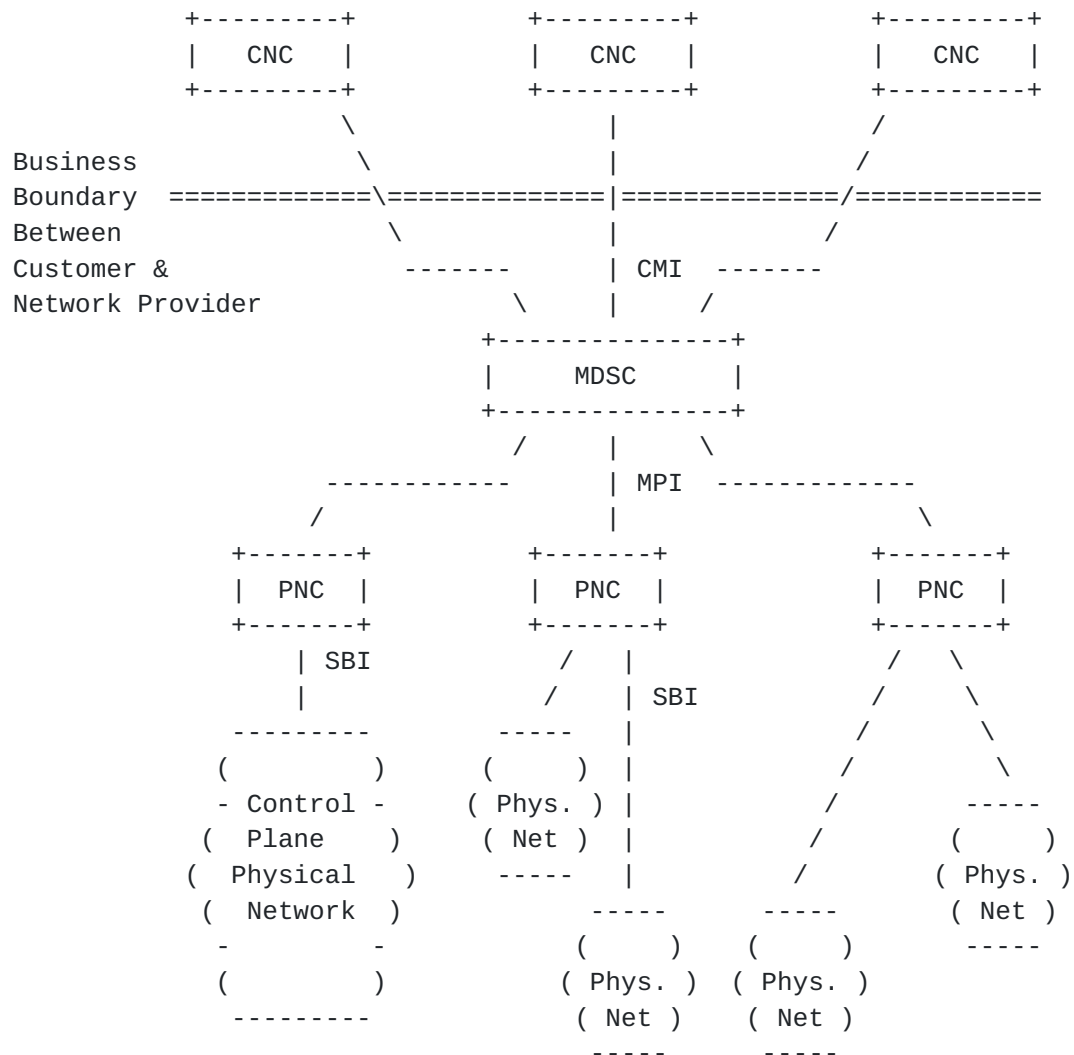 CNC CNC CNC
Business
Boundary
Between
Customer & CMI
Network Provider
MDSC
MPI
PNC PNC PNC
SBI
SBI
- Control - ( Phys. )
( Plane ) ( Net )
( Physical ) ( Phys. )
( Network ) ( Net )
( Phys. ) ( Phys. )
( Net ) ( Net )